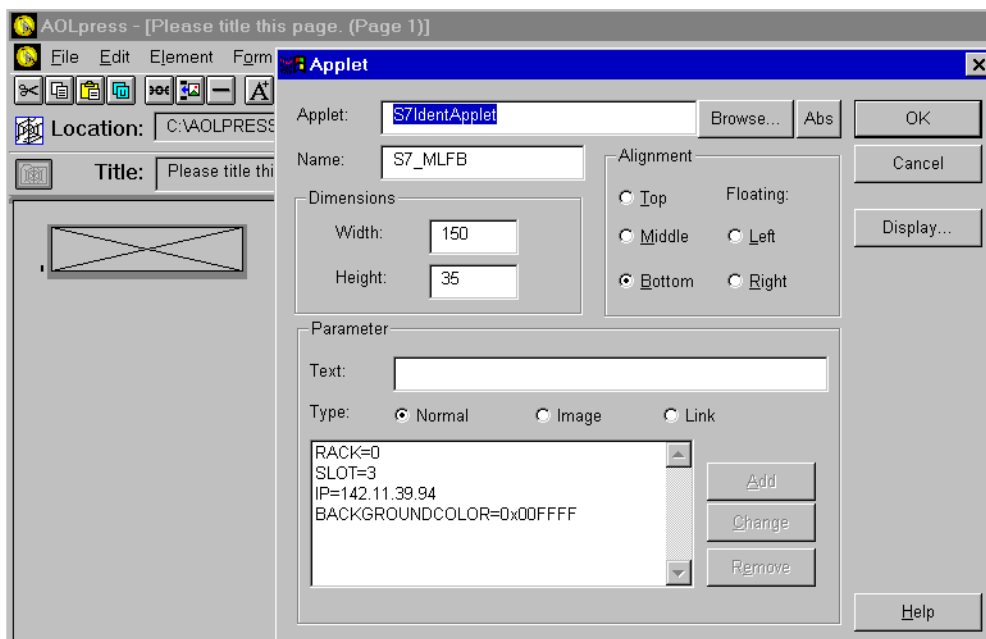 AOLpress - [Please title this page. (Page 1)]
File Edit Element Form
Location: C:\AOLPRESS
Title: Please title thi
Applet
Applet: S7IdentApplet Browse... Abs
Name: S7_MLFB
Dimensions
Width: 150
Height: 35
Alignment
Top Floating:
Middle Left
Bottom Right
Parameter
Text:
Type: Normal Image Link
RACK=0
SLOT=3
IP=142.11.39.94
BACKGROUNDCOLOR=0x00FFFF
Add
Change
Remove
OK
Cancel
Display...
Help